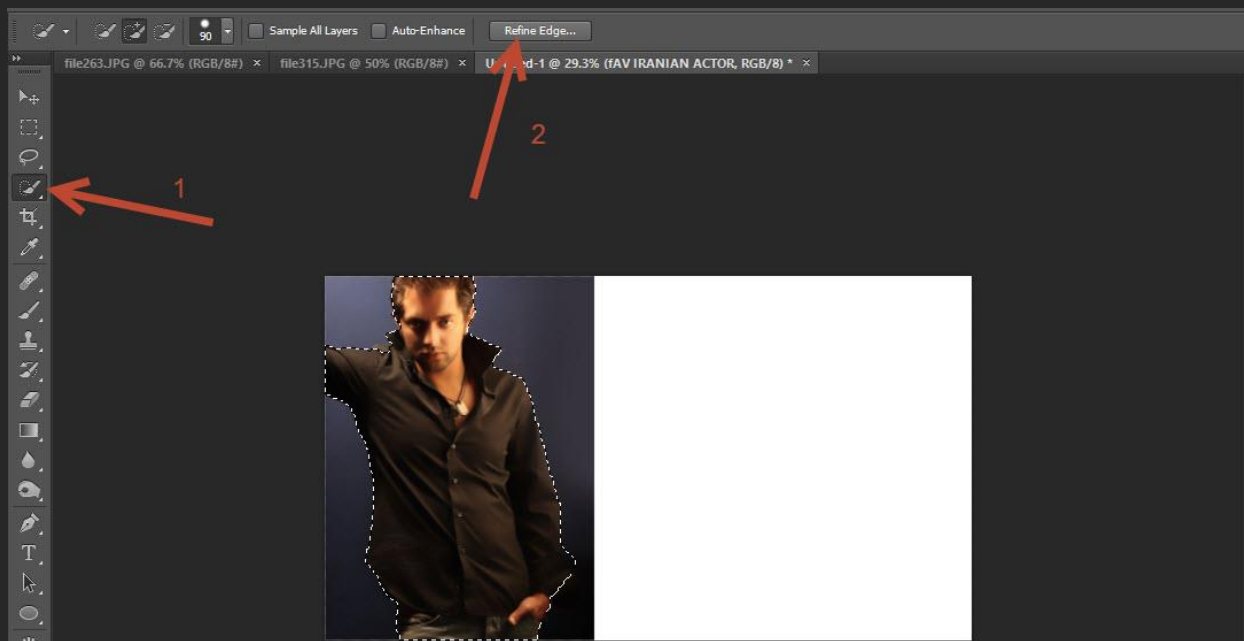 90 Sample All Layers Auto-Enhance Refine Edge...
file263.JPG @ 66.7% (RGB/8#) × file315.JPG @ 50% (RGB/8#) × @ 29.3% (fAV IRANIAN ACTOR, RGB/8) * ×
2
1
T